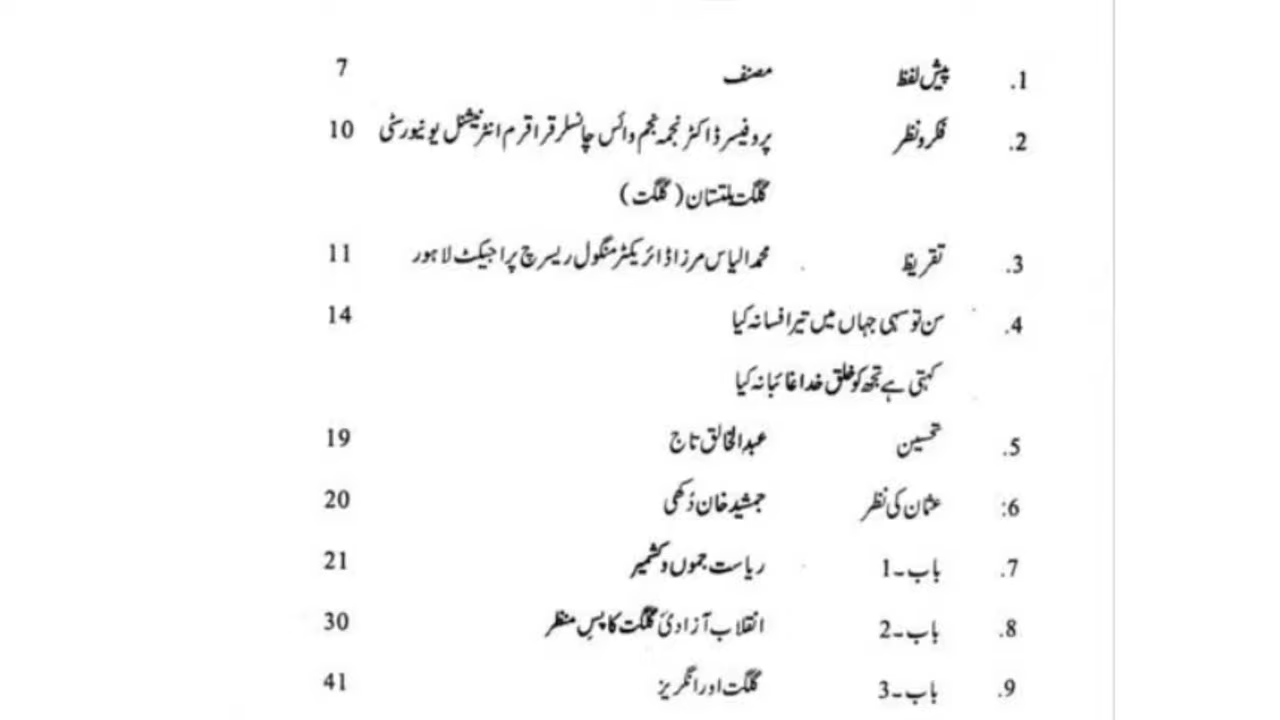 1. پیش لفظ مصنف 7
2. فکر و نظر پروفیسر ڈاکٹر نجمہ نجم وائس چانسلر قراقرم انٹرنیشنل یونیورسٹی 10
گلگت بلتستان (گلگت)
3. تقریظ محمد الیاس مرزا ڈائریکٹر منگول ریسرچ پراجیکٹ لاہور 11
4. سن تو سہی جہاں میں تیرا فسانہ کیا 14
کہتی ہے تجھ کو خلق خدا غائبانہ کیا
5. تحسین عبدالخالق تاج 19
6: عثمان کی نظر جمشید خان دُکھی 20
7. باب ۔1 ریاست جموں و کشمیر 21
8. باب ۔2 انقلاب آزادیٔ گلگت کا پسِ منظر 30
9. باب ۔3 گلگت اور انگریز 41